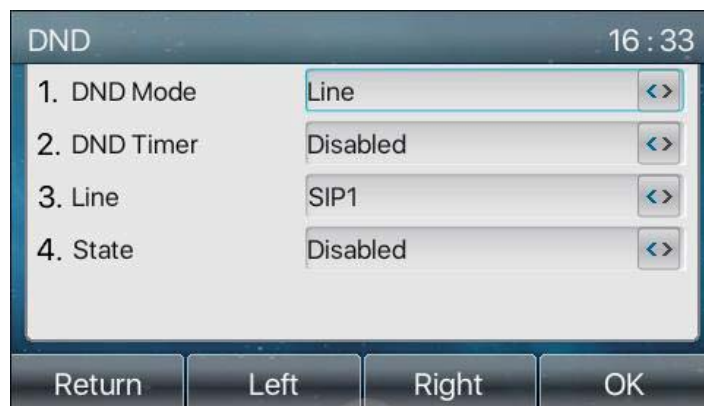 DND 16:33
1. DND Mode Line
2. DND Timer Disabled
3. Line SIP1
4. State Disabled
Return Left Right OK